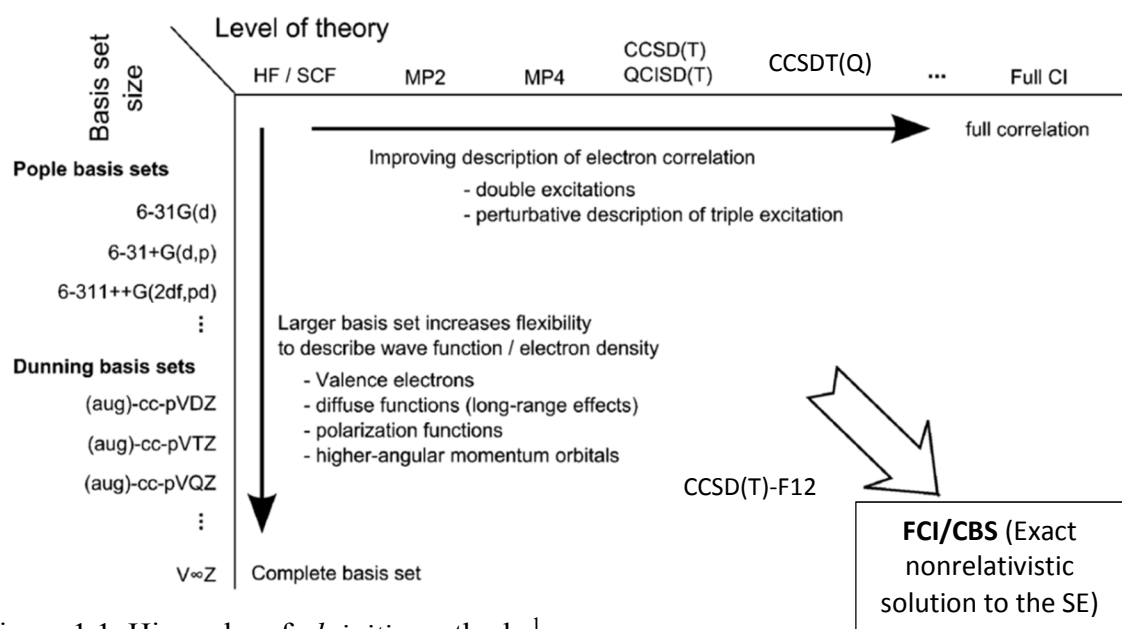 Level of theory
Basis set
size
HF / SCF
MP2
MP4
CCSD(T)
QCISD(T)
CCSDT(Q)
...
Full CI
full correlation
Improving description of electron correlation
- double excitations
- perturbative description of triple excitation
Pople basis sets
6-31G(d)
6-31+G(d,p)
6-311++G(2df,pd)
⋮
Larger basis set increases flexibility
to describe wave function / electron density
- Valence electrons
- diffuse functions (long-range effects)
- polarization functions
- higher-angular momentum orbitals
Dunning basis sets
(aug)-cc-pVDZ
(aug)-cc-pVTZ
(aug)-cc-pVQZ
⋮
V∞Z
Complete basis set
CCSD(T)-F12
FCI/CBS (Exact
nonrelativistic
solution to the SE)